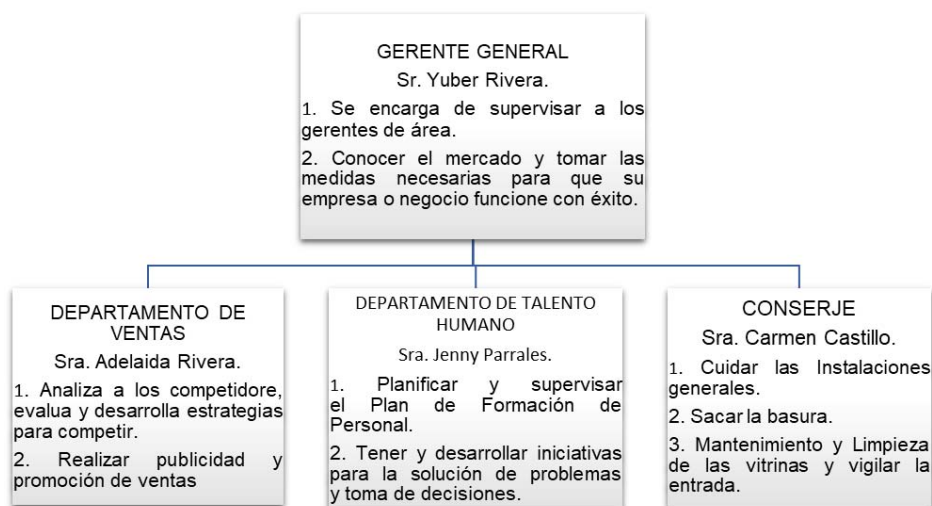 GERENTE GENERAL
Sr. Yuber Rivera.
1. Se encarga de supervisar a los
gerentes de área.
2. Conocer el mercado y tomar las
medidas necesarias para que su
empresa o negocio funcione con éxito.
DEPARTAMENTO DE
VENTAS
Sra. Adelaida Rivera.
1. Analiza a los competidore,
evalua y desarrolla estrategias
para competir.
2. Realizar publicidad y
promoción de ventas
DEPARTAMENTO DE TALENTO
HUMANO
Sra. Jenny Parrales.
1. Planificar y supervisar
el Plan de Formación de
Personal.
2. Tener y desarrollar iniciativas
para la solución de problemas
y toma de decisiones.
CONSERJE
Sra. Carmen Castillo.
1. Cuidar las Instalaciones
generales.
2. Sacar la basura.
3. Mantenimiento y Limpieza
de las vitrinas y vigilar la
entrada.